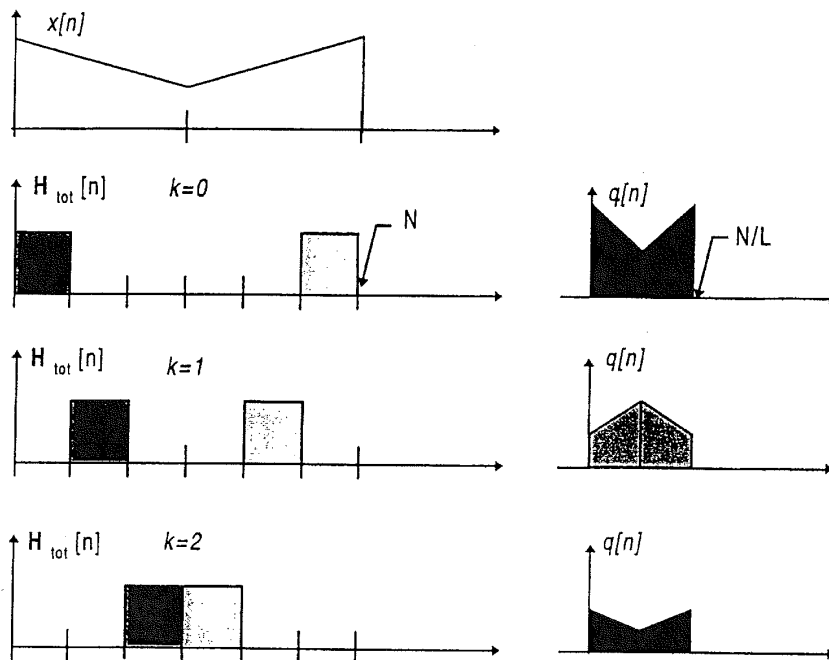 x[n]
H tot [n] k=0
N
q[n]
N/L
H tot [n] k=1
q[n]
H tot [n] k=2
q[n]